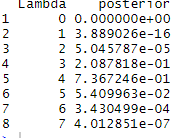 Lambda posterior
1 0 0.000000e+00
2 1 3.889026e-16
3 2 5.045787e-05
4 3 2.087818e-01
5 4 7.367246e-01
6 5 5.409963e-02
7 6 3.430499e-04
8 7 4.012851e-07